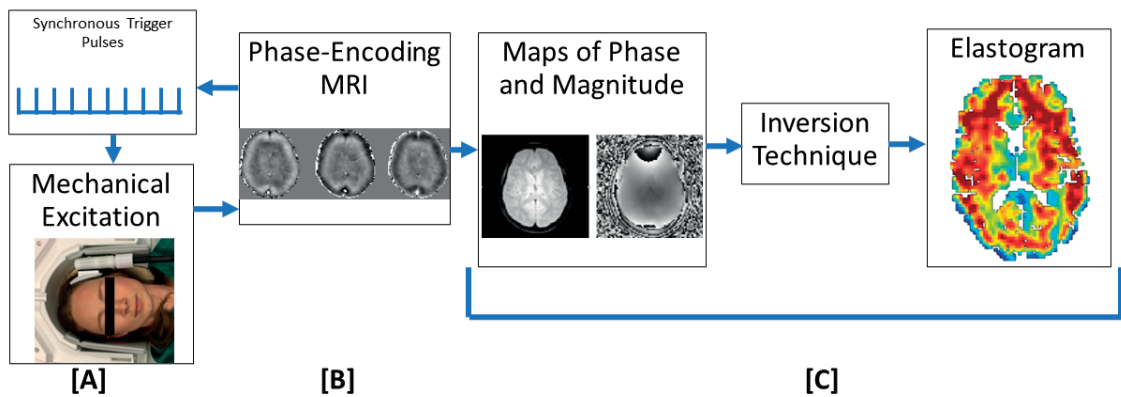 Synchronous Trigger
Pulses
Mechanical
Excitation
[A]
Phase-Encoding
MRI
[B]
Maps of Phase
and Magnitude
Inversion
Technique
Elastogram
[C]